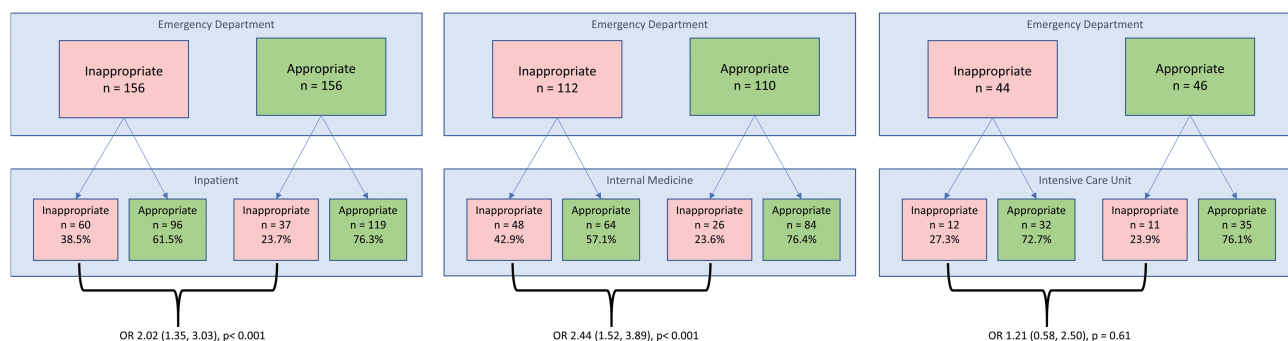 Emergency Department
Inappropriate
n = 156
Appropriate
n = 156
Inpatient
Inappropriate
n = 60
38.5%
Appropriate
n = 96
61.5%
Inappropriate
n = 37
23.7%
Appropriate
n = 119
76.3%
OR 2.02 (1.35, 3.03), p< 0.001
Emergency Department
Inappropriate
n = 112
Appropriate
n = 110
Internal Medicine
Inappropriate
n = 48
42.9%
Appropriate
n = 64
57.1%
Inappropriate
n = 26
23.6%
Appropriate
n = 84
76.4%
OR 2.44 (1.52, 3.89), p< 0.001
Emergency Department
Inappropriate
n = 44
Appropriate
n = 46
Intensive Care Unit
Inappropriate
n = 12
27.3%
Appropriate
n = 32
72.7%
Inappropriate
n = 11
23.9%
Appropriate
n = 35
76.1%
OR 1.21 (0.58, 2.50), p = 0.61